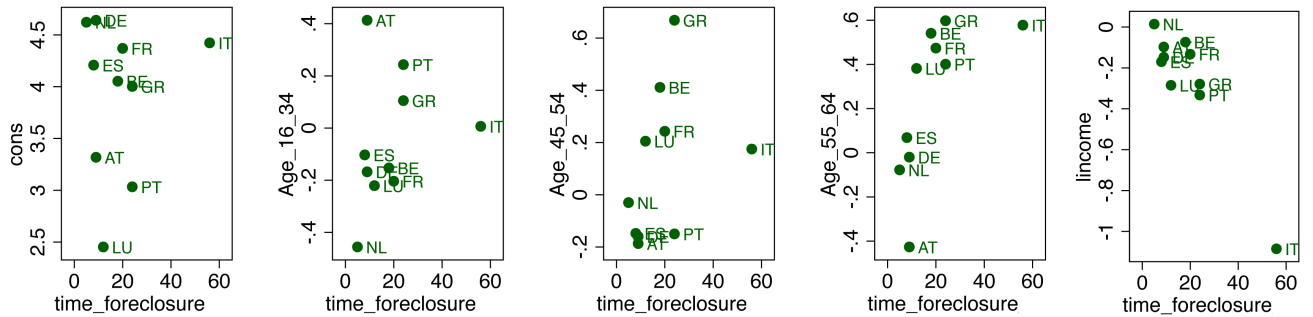 cons
4.5
4
3.5
3
2.5
NL
DE
FR
IT
ES
BE
GR
AT
PT
LU
0 20 40 60
time_foreclosure
Age_16_34
.4
.2
0
-.2
-.4
AT
PT
GR
IT
ES
BE
DE
FR
LU
NL
0 20 40 60
time_foreclosure
Age_45_54
.6
.4
.2
0
-.2
GR
BE
FR
LU
IT
NL
ES
DE
PT
AT
0 20 40 60
time_foreclosure
Age_55_64
.6
.4
.2
0
-.2
-.4
GR
IT
BE
FR
PT
LU
ES
DE
NL
AT
0 20 40 60
time_foreclosure
lincome
0
-.2
-.4
-.6
-.8
-1
NL
BE
AT
FR
DE
ES
GR
LU
PT
IT
0 20 40 60
time_foreclosure